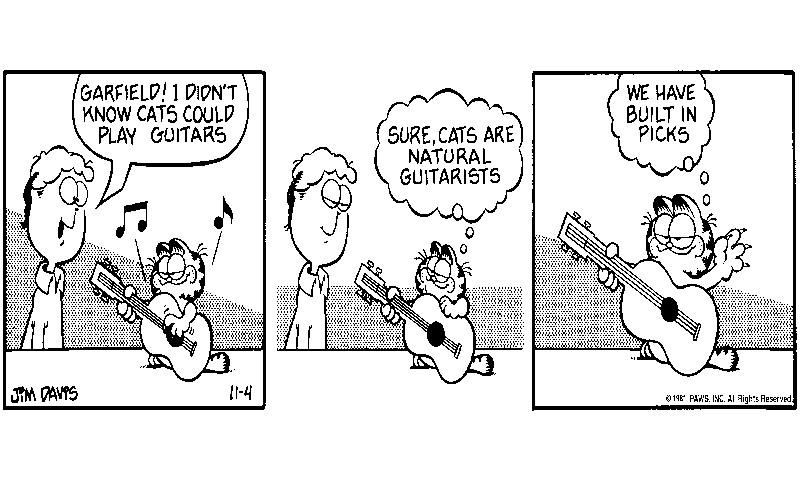 GARFIELD! I DIDN'T
KNOW CATS COULD
PLAY GUITARS
JIM DAVIS
11-4
SURE, CATS ARE
NATURAL
GUITARISTS
WE HAVE
BUILT IN
PICKS
© 1981 PAWS, INC. All Rights Reserved.